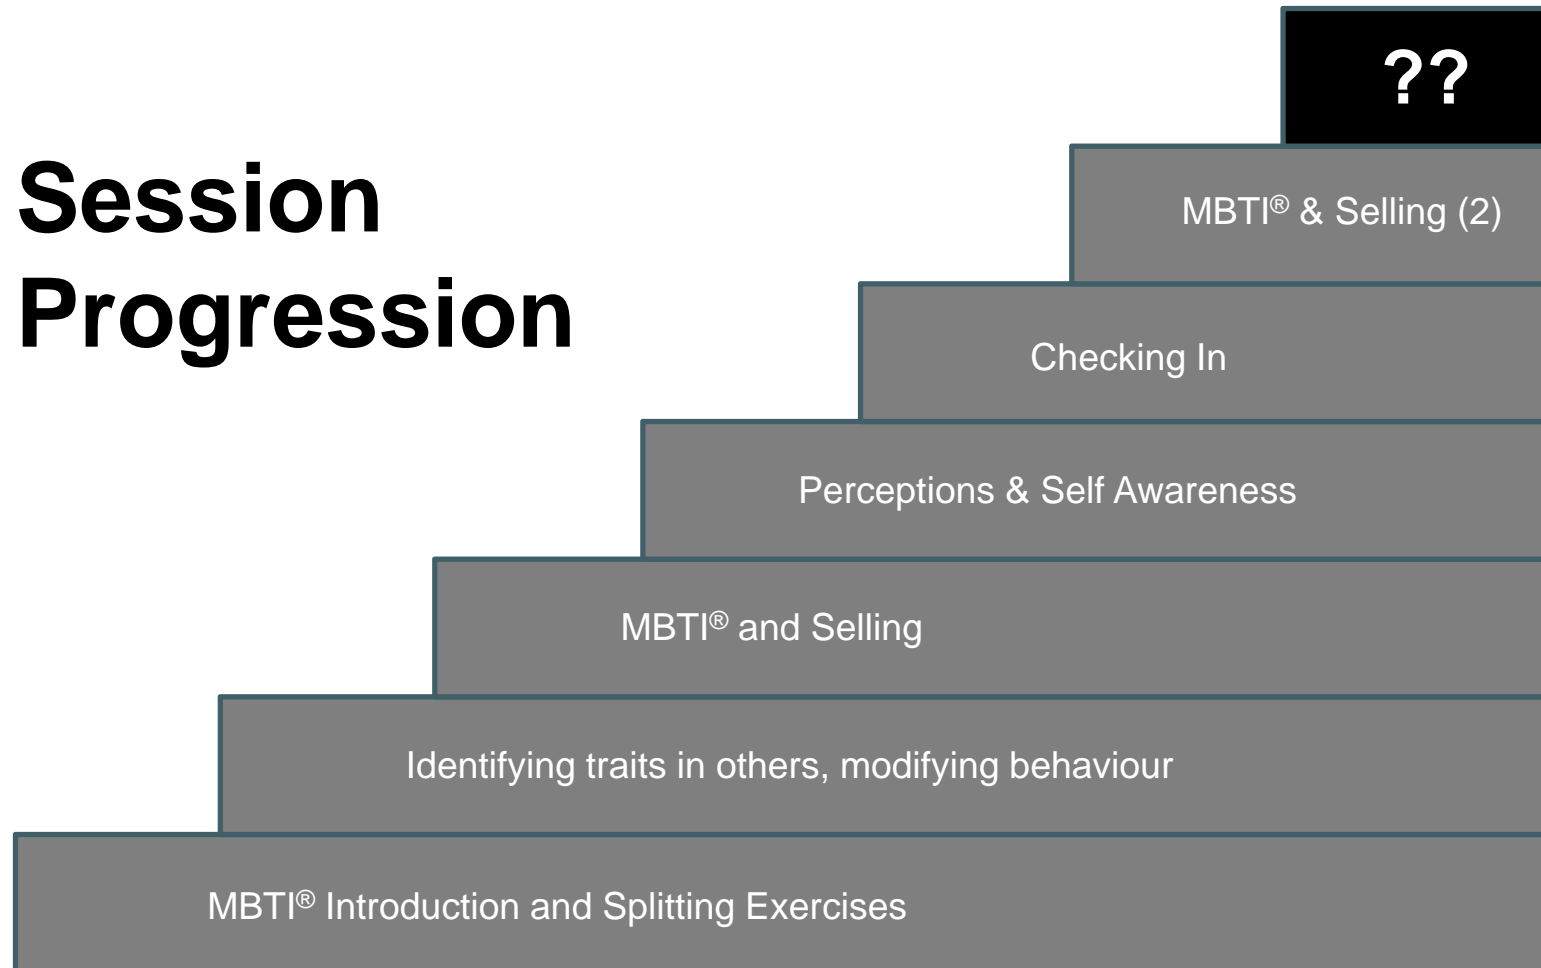 ??
MBTI® & Selling (2)
Session
Progression
Checking In
Perceptions & Self Awareness
MBTI® and Selling
Identifying traits in others, modifying behaviour
MBTI® Introduction and Splitting Exercises